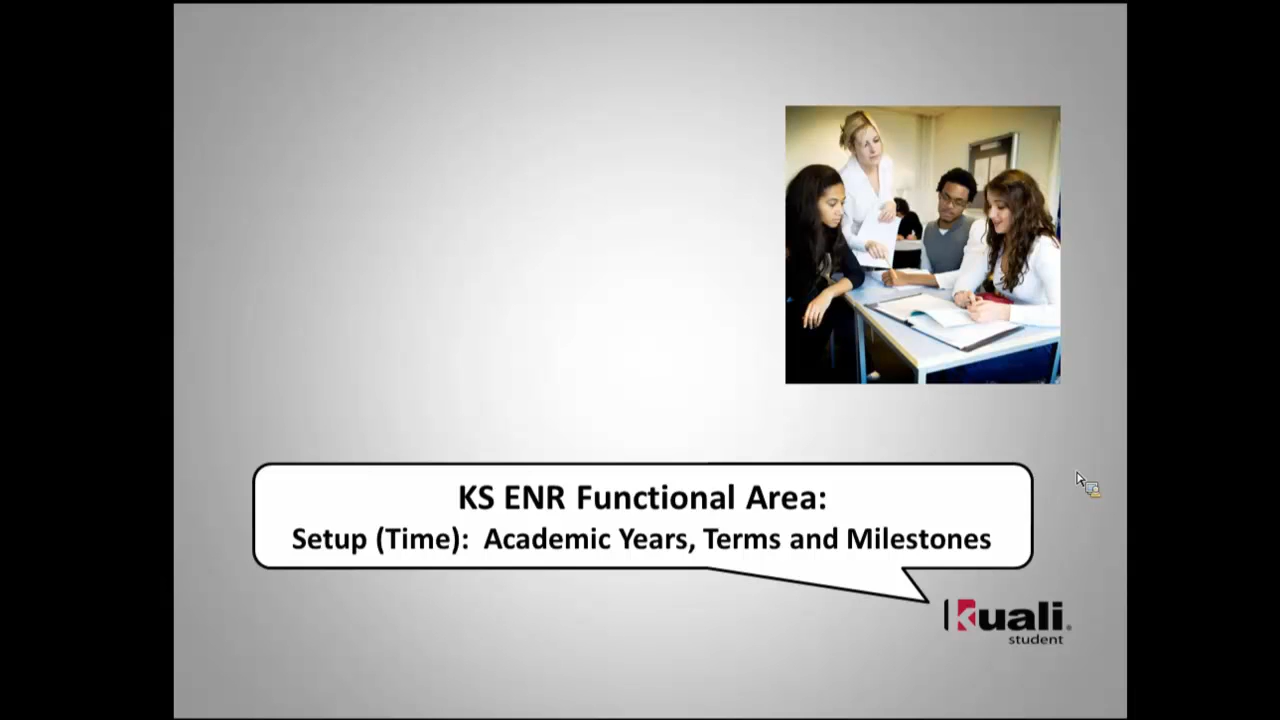 KS ENR Functional Area:
Setup (Time): Academic Years, Terms and Milestones
Kuali®
student